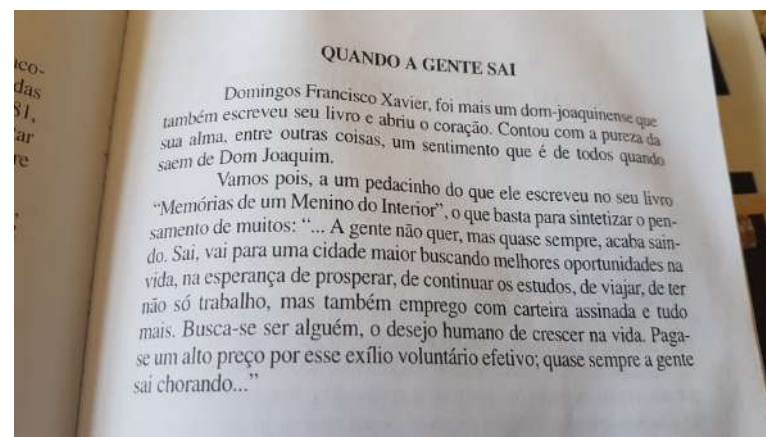 ico-
das
81,
ar
re
QUANDO A GENTE SAI
Domingos Francisco Xavier, foi mais um dom-joaquinense que
também escreveu seu livro e abriu o coração. Contou com a pureza da
sua alma, entre outras coisas, um sentimento que é de todos quando
saem de Dom Joaquim.
Vamos pois, a um pedacinho do que ele escreveu no seu livro
“Memórias de um Menino do Interior”, o que basta para sintetizar o pen-
samento de muitos: “... A gente não quer, mas quase sempre, acaba sain-
do. Sai, vai para uma cidade maior buscando melhores oportunidades na
vida, na esperança de prosperar, de continuar os estudos, de viajar, de ter
não só trabalho, mas também emprego com carteira assinada e tudo
mais. Busca-se ser alguém, o desejo humano de crescer na vida. Paga-
se um alto preço por esse exílio voluntário efetivo; quase sempre a gente
sai chorando...”